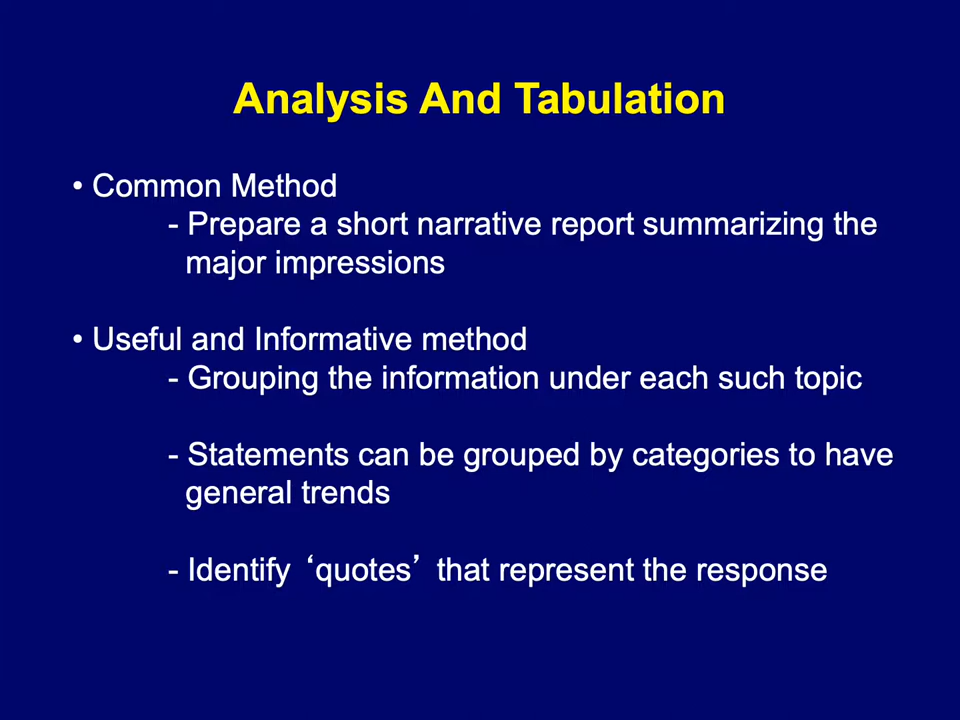 Analysis And Tabulation
• Common Method
- Prepare a short narrative report summarizing the
major impressions
• Useful and Informative method
- Grouping the information under each such topic
- Statements can be grouped by categories to have
general trends
- Identify ‘quotes’ that represent the response